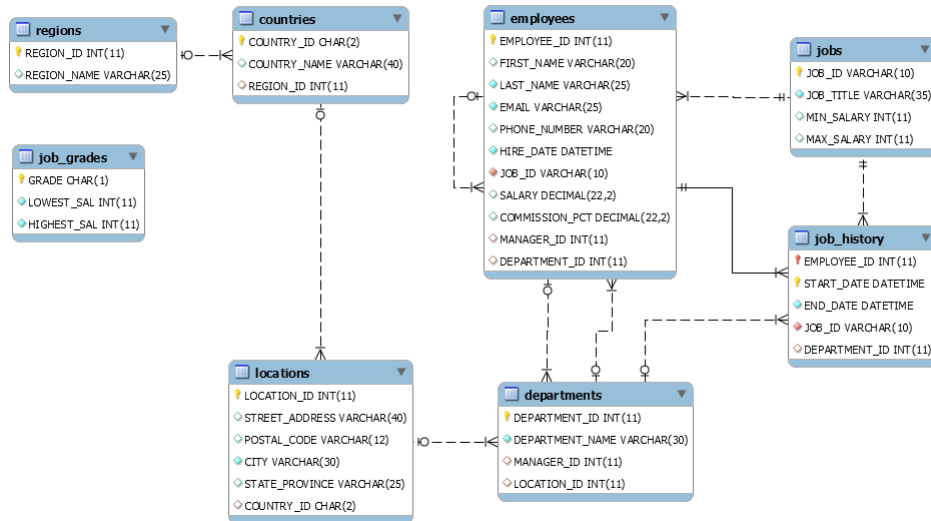 regions
REGION_ID INT(11)
REGION_NAME VARCHAR(25)
countries
COUNTRY_ID CHAR(2)
COUNTRY_NAME VARCHAR(40)
REGION_ID INT(11)
employees
EMPLOYEE_ID INT(11)
FIRST_NAME VARCHAR(20)
LAST_NAME VARCHAR(25)
EMAIL VARCHAR(25)
PHONE_NUMBER VARCHAR(20)
HIRE_DATE DATETIME
JOB_ID VARCHAR(10)
SALARY DECIMAL(22,2)
COMMISSION_PCT DECIMAL(22,2)
MANAGER_ID INT(11)
DEPARTMENT_ID INT(11)
jobs
JOB_ID VARCHAR(10)
JOB_TITLE VARCHAR(35)
MIN_SALARY INT(11)
MAX_SALARY INT(11)
job_grades
GRADE CHAR(1)
LOWEST_SAL INT(11)
HIGHEST_SAL INT(11)
job_history
EMPLOYEE_ID INT(11)
START_DATE DATETIME
END_DATE DATETIME
JOB_ID VARCHAR(10)
DEPARTMENT_ID INT(11)
locations
LOCATION_ID INT(11)
STREET_ADDRESS VARCHAR(40)
POSTAL_CODE VARCHAR(12)
CITY VARCHAR(30)
STATE_PROVINCE VARCHAR(25)
COUNTRY_ID CHAR(2)
departments
DEPARTMENT_ID INT(11)
DEPARTMENT_NAME VARCHAR(30)
MANAGER_ID INT(11)
LOCATION_ID INT(11)